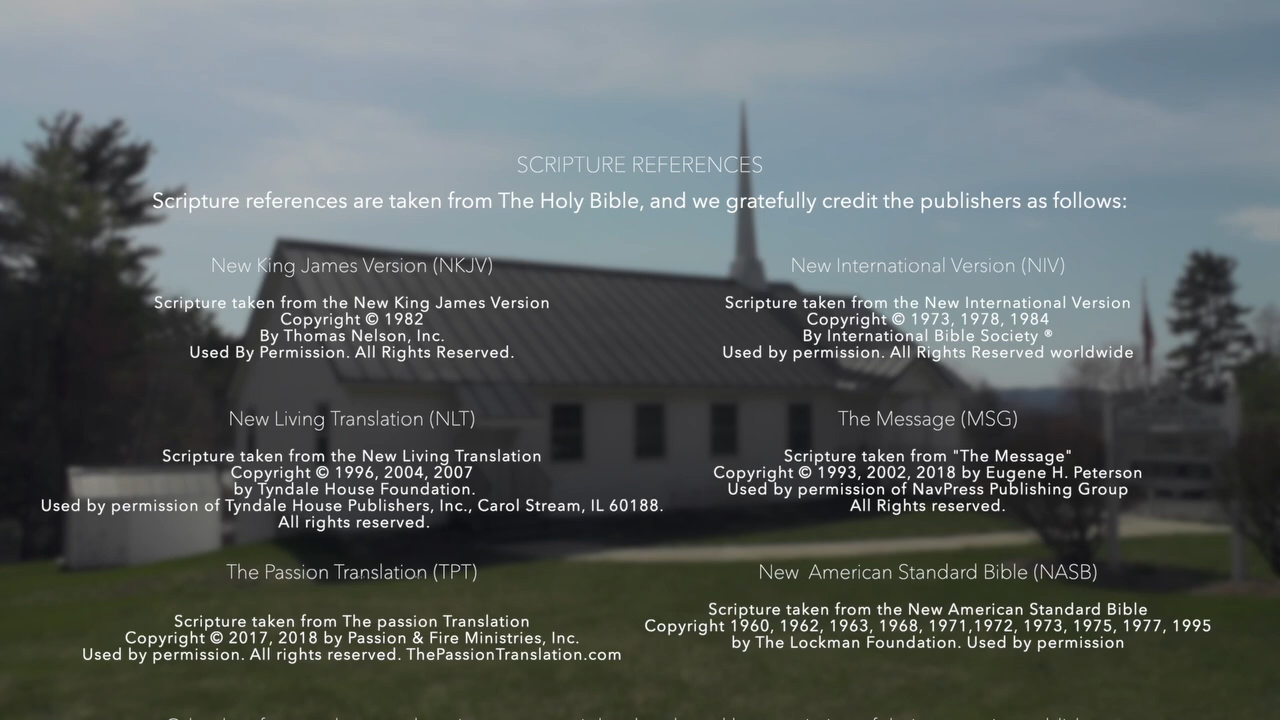 SCRIPTURE REFERENCES
Scripture references are taken from The Holy Bible, and we gratefully credit the publishers as follows:
New King James Version (NKJV)
Scripture taken from the New King James Version
Copyright © 1982
By Thomas Nelson, Inc.
Used By Permission. All Rights Reserved.
New International Version (NIV)
Scripture taken from the New International Version
Copyright © 1973, 1978, 1984
By International Bible Society ®
Used by permission. All Rights Reserved worldwide
New Living Translation (NLT)
Scripture taken from the New Living Translation
Copyright © 1996, 2004, 2007
by Tyndale House Foundation.
Used by permission of Tyndale House Publishers, Inc., Carol Stream, IL 60188.
All rights reserved.
The Message (MSG)
Scripture taken from "The Message"
Copyright © 1993, 2002, 2018 by Eugene H. Peterson
Used by permission of NavPress Publishing Group
All Rights reserved.
The Passion Translation (TPT)
Scripture taken from The passion Translation
Copyright © 2017, 2018 by Passion & Fire Ministries, Inc.
Used by permission. All rights reserved. ThePassionTranslation.com
New  American Standard Bible (NASB)
Scripture taken from the New American Standard Bible
Copyright 1960, 1962, 1963, 1968, 1971,1972, 1973, 1975, 1977, 1995
by The Lockman Foundation. Used by permission